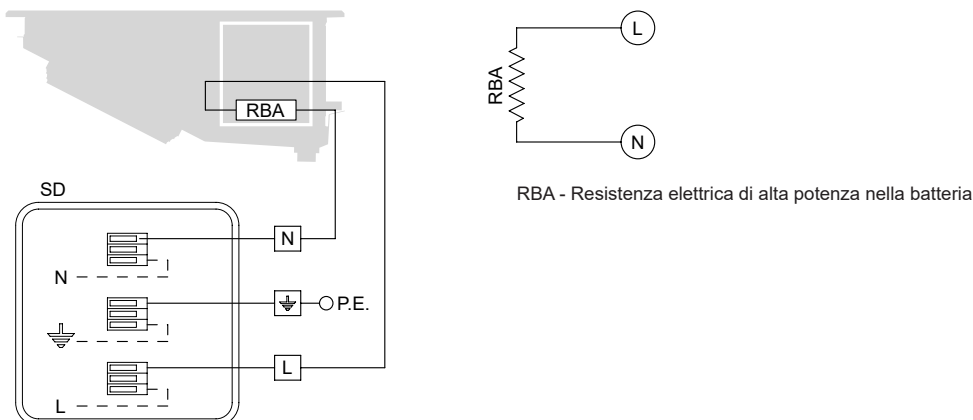 RBA
SD
N
N
P.E.
L
L
RBA
L
N
RBA - Resistenza elettrica di alta potenza nella batteria